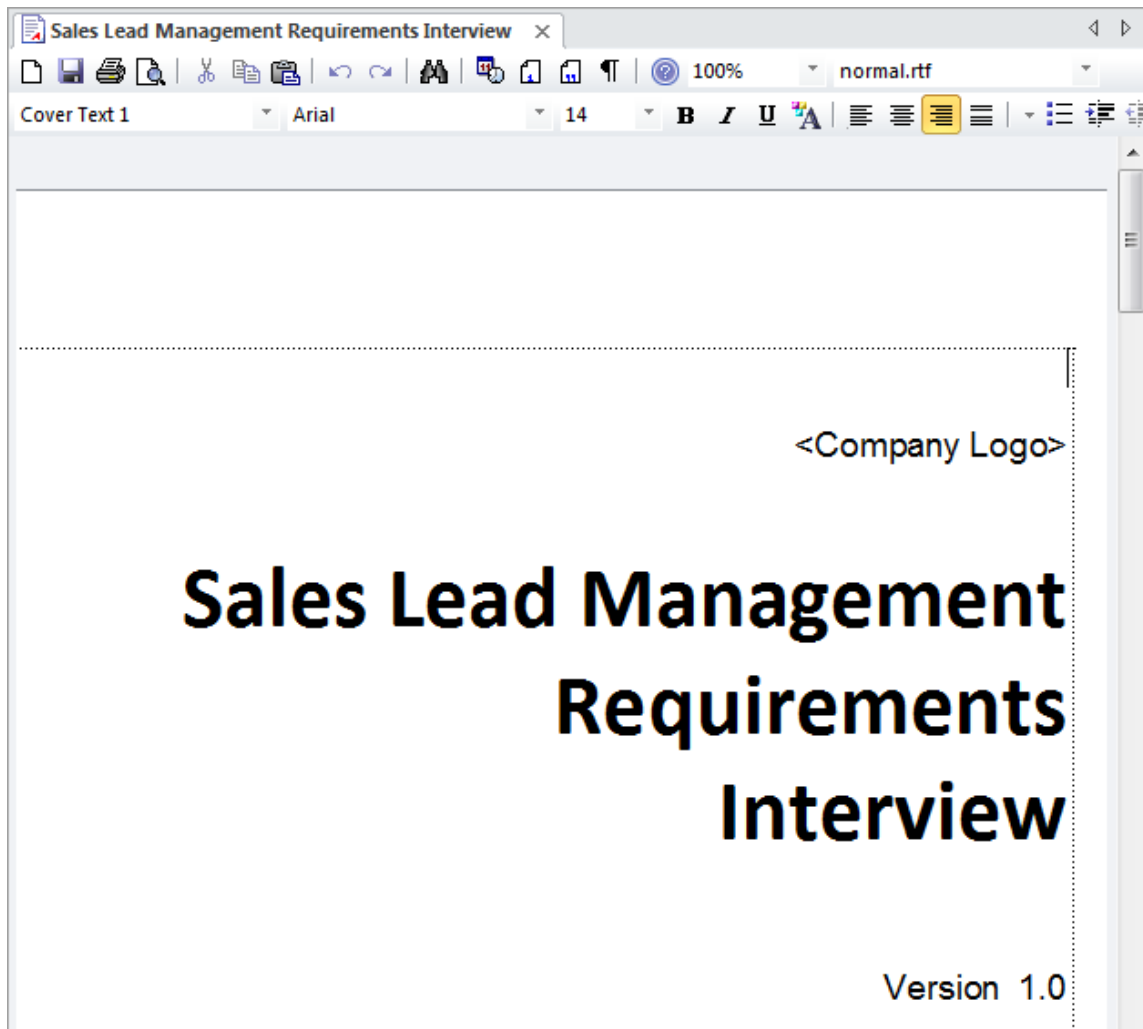 Sales Lead Management Requirements Interview
100% normal.rtf
Cover Text 1 Arial 14 B I U A
<Company Logo>
Sales Lead Management
Requirements
Interview
Version 1.0